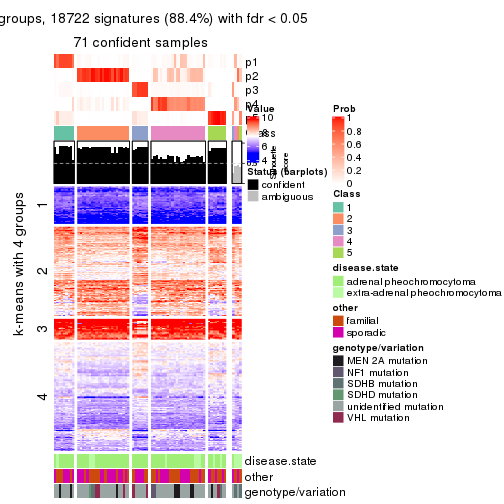 groups, 18722 signatures (88.4%) with fdr < 0.05
71 confident samples
p1
p2
p3
p4
p5
Class
k-means with 4 groups
1
2
3
4
Value
10
8
6
4
Silhouette
score
Status (barplots)
confident
ambiguous
Prob
1
0.8
0.6
0.4
0.2
0
Class
1
2
3
4
5
disease.state
adrenal pheochromocytoma
extra-adrenal pheochromocytoma
other
familial
sporadic
genotype/variation
MEN 2A mutation
NF1 mutation
SDHB mutation
SDHD mutation
unidentified mutation
VHL mutation
disease.state
other
genotype/variation